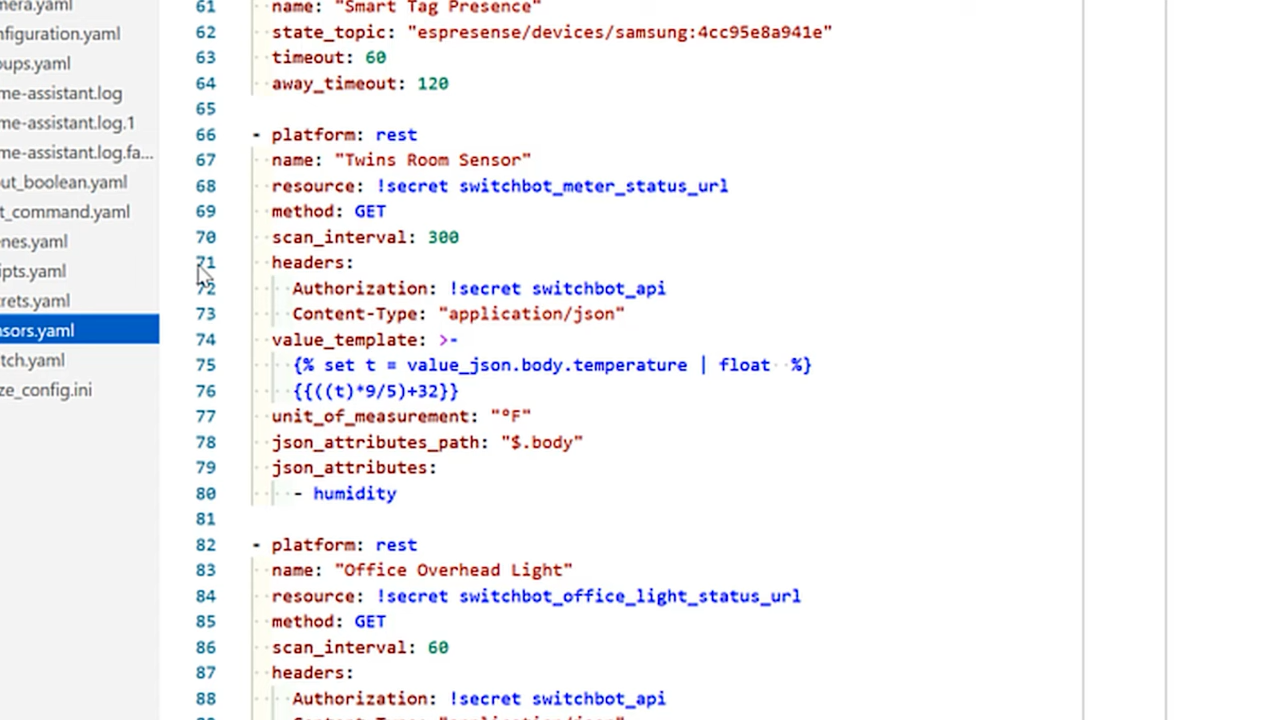 mera.yaml
nfiguration.yaml
oups.yaml
me-assistant.log
me-assistant.log.1
me-assistant.log.fa...
out_boolean.yaml
t_command.yaml
enes.yaml
ipts.yaml
crets.yaml
nsors.yaml
tch.yaml
ze_config.ini
61 name: "Smart Tag Presence"
62 state_topic: "espresense/devices/samsung:4cc95e8a941e"
63 timeout: 60
64 away_timeout: 120
65
66 - platform: rest
67 name: "Twins Room Sensor"
68 resource: !secret switchbot_meter_status_url
69 method: GET
70 scan_interval: 300
71 headers:
72 Authorization: !secret switchbot_api
73 Content-Type: "application/json"
74 value_template: >-
75 {% set t = value_json.body.temperature | float  %}
76 {{((t)*9/5)+32}}
77 unit_of_measurement: "°F"
78 json_attributes_path: "$.body"
79 json_attributes:
80 - humidity
81
82 - platform: rest
83 name: "Office Overhead Light"
84 resource: !secret switchbot_office_light_status_url
85 method: GET
86 scan_interval: 60
87 headers:
88 Authorization: !secret switchbot_api